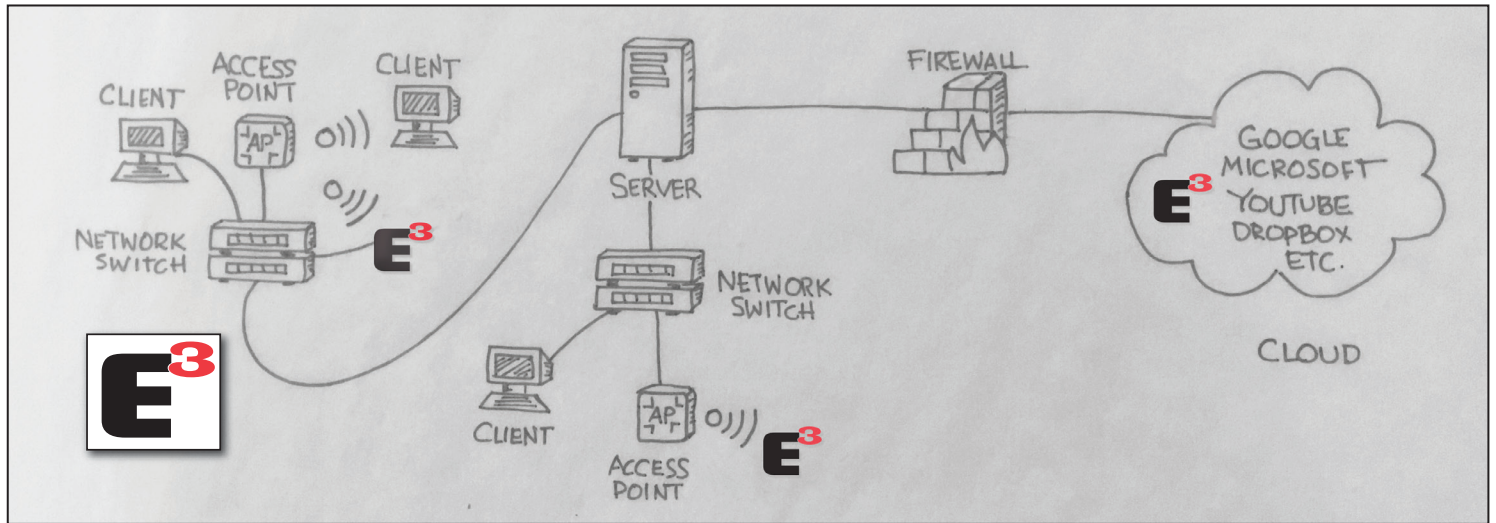 CLIENT
ACCESS
POINT
AP
CLIENT
NETWORK
SWITCH
E3
E3
SERVER
NETWORK
SWITCH
CLIENT
AP
ACCESS
POINT
E3
FIREWALL
GOOGLE
MICROSOFT
E3
YOUTUBE
DROPBOX
ETC.
CLOUD